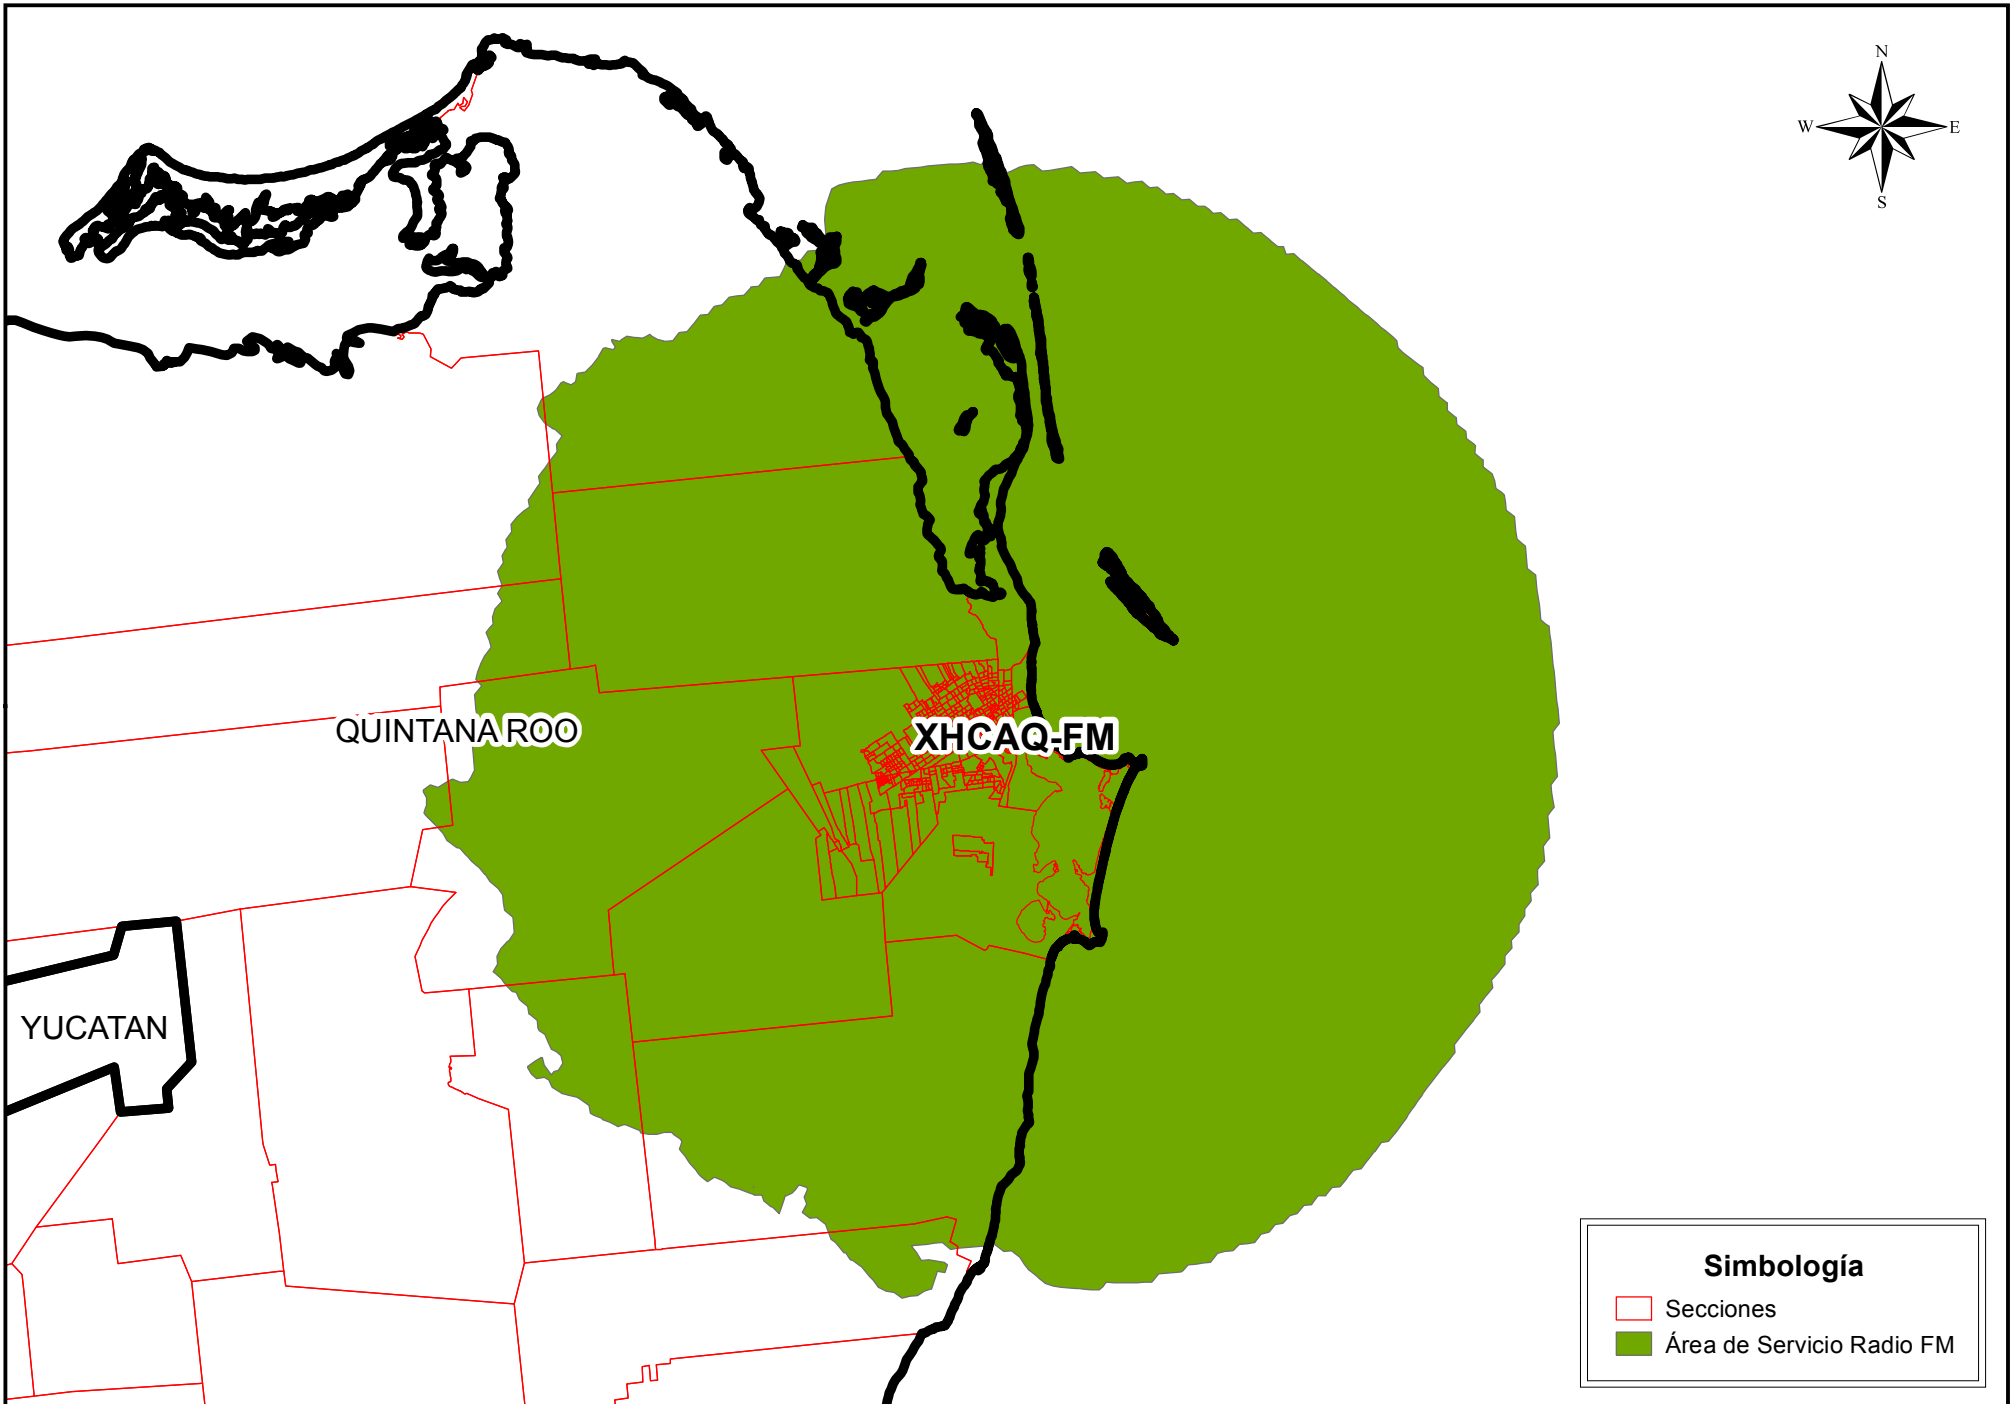 N
W E
S
QUINTANA ROO
XHCAQ-FM
YUCATAN
Simbología
Secciones
Área de Servicio Radio FM